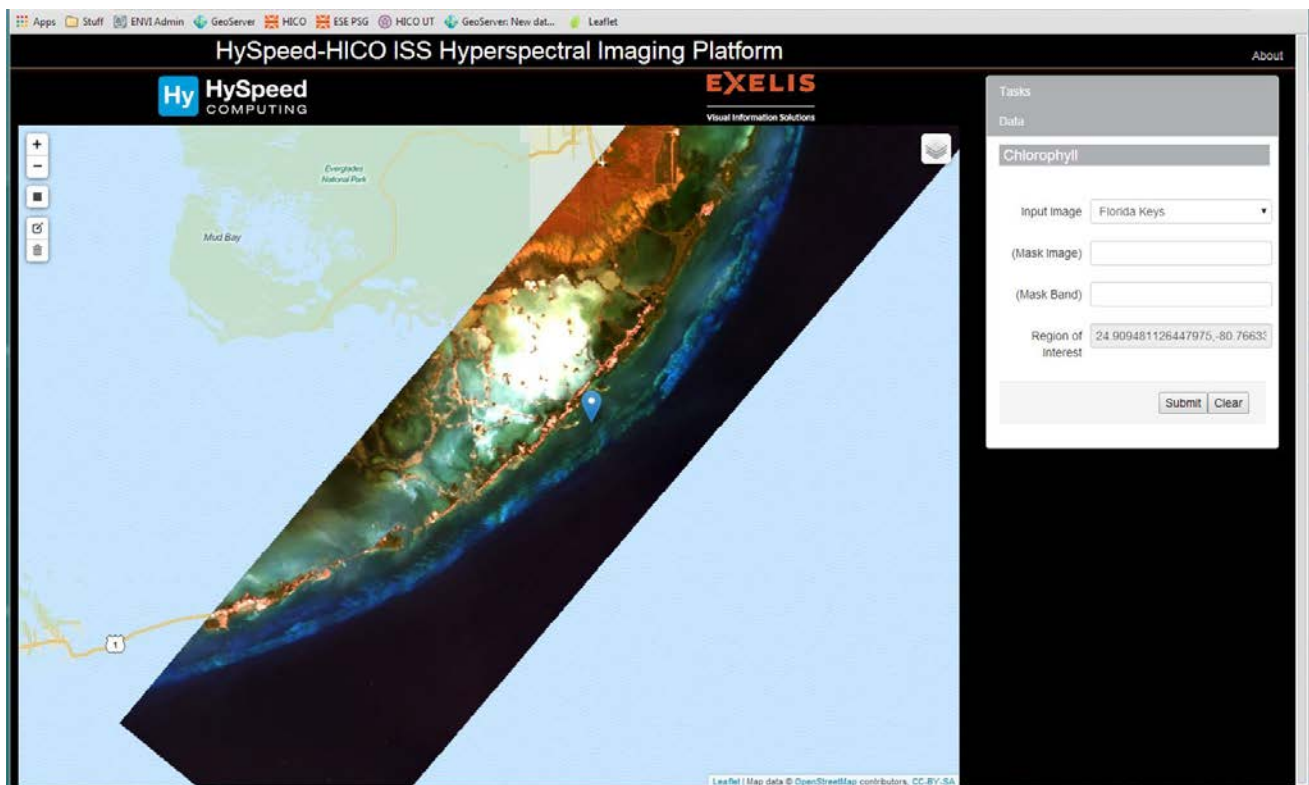 Apps Stuff ENVI Admin GeoServer HICO ESE PSG HICO UT GeoServer: New dat... Leaflet
HySpeed-HICO ISS Hyperspectral Imaging Platform
About
Hy HySpeed
COMPUTING
EXELIS
Visual Information Solutions
+
−
Everglades
National Park
Mud Bay
1
Tasks
Data
Chlorophyll
Input Image Florida Keys
(Mask Image)
(Mask Band)
Region of
Interest
24.909481126447975,-80.76633
Submit Clear
Leaflet | Map data © OpenStreetMap contributors, CC-BY-SA